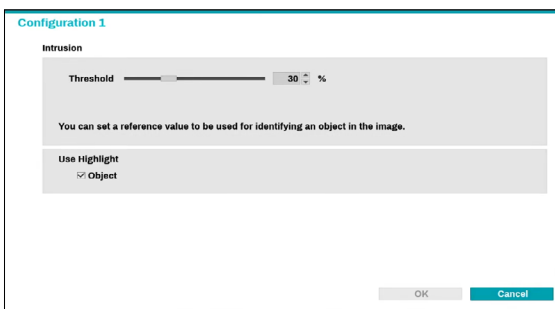 Configuration 1
Intrusion
Threshold 30 %
You can set a reference value to be used for identifying an object in the image.
Use Highlight
Object
OK Cancel